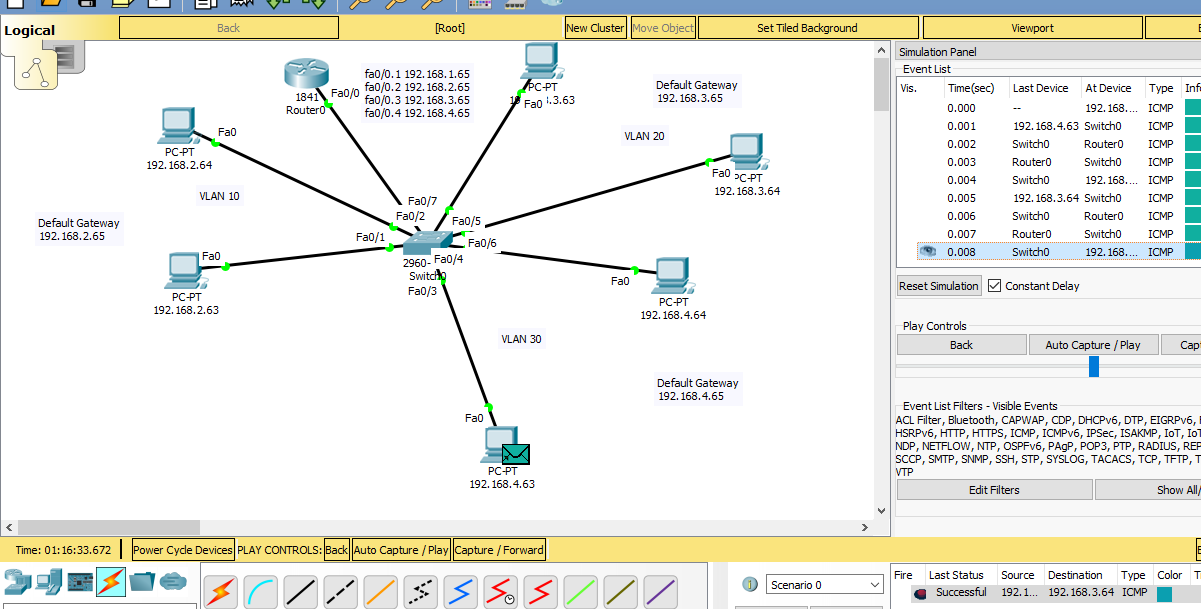 Logical
Back
[Root]
New Cluster
Move Object
Set Tiled Background
Viewport
1841
Router0
Fa0/0
fa0/0.1 192.168.1.65
fa0/0.2 192.168.2.65
fa0/0.3 192.168.3.65
fa0/0.4 192.168.4.65
PC-PT
.3.63
Fa0
Default Gateway
192.168.3.65
VLAN 20
Fa0
PC-PT
192.168.3.64
Fa0
PC-PT
192.168.2.64
VLAN 10
Default Gateway
192.168.2.65
Fa0
PC-PT
192.168.2.63
Fa0/7
Fa0/2
Fa0/5
Fa0/1
Fa0/6
Fa0/4
2960-
Switch0
Fa0/3
Fa0
PC-PT
192.168.4.64
VLAN 30
Default Gateway
192.168.4.65
Fa0
PC-PT
192.168.4.63
Simulation Panel
Event List
Vis. Time(sec) Last Device At Device Type Info
0.000 -- 192.168.... ICMP
0.001 192.168.4.63 Switch0 ICMP
0.002 Switch0 Router0 ICMP
0.003 Router0 Switch0 ICMP
0.004 Switch0 192.168.... ICMP
0.005 192.168.3.64 Switch0 ICMP
0.006 Switch0 Router0 ICMP
0.007 Router0 Switch0 ICMP
0.008 Switch0 192.168.... ICMP
Reset Simulation
Constant Delay
Play Controls
Back
Auto Capture / Play
Capt
Event List Filters - Visible Events
ACL Filter, Bluetooth, CAPWAP, CDP, DHCPv6, DTP, EIGRPv6,
HSRPv6, HTTP, HTTPS, ICMP, ICMPv6, IPSec, ISAKMP, IoT, IoT
NDP, NETFLOW, NTP, OSPFv6, PAgP, POP3, PTP, RADIUS, REP
SCCP, SMTP, SNMP, SSH, STP, SYSLOG, TACACS, TCP, TFTP, T
VTP
Edit Filters
Show All/
Time: 01:16:33.672
Power Cycle Devices
PLAY CONTROLS:
Back
Auto Capture / Play
Capture / Forward
Scenario 0
Fire Last Status Source Destination Type Color
Successful 192.1... 192.168.3.64 ICMP